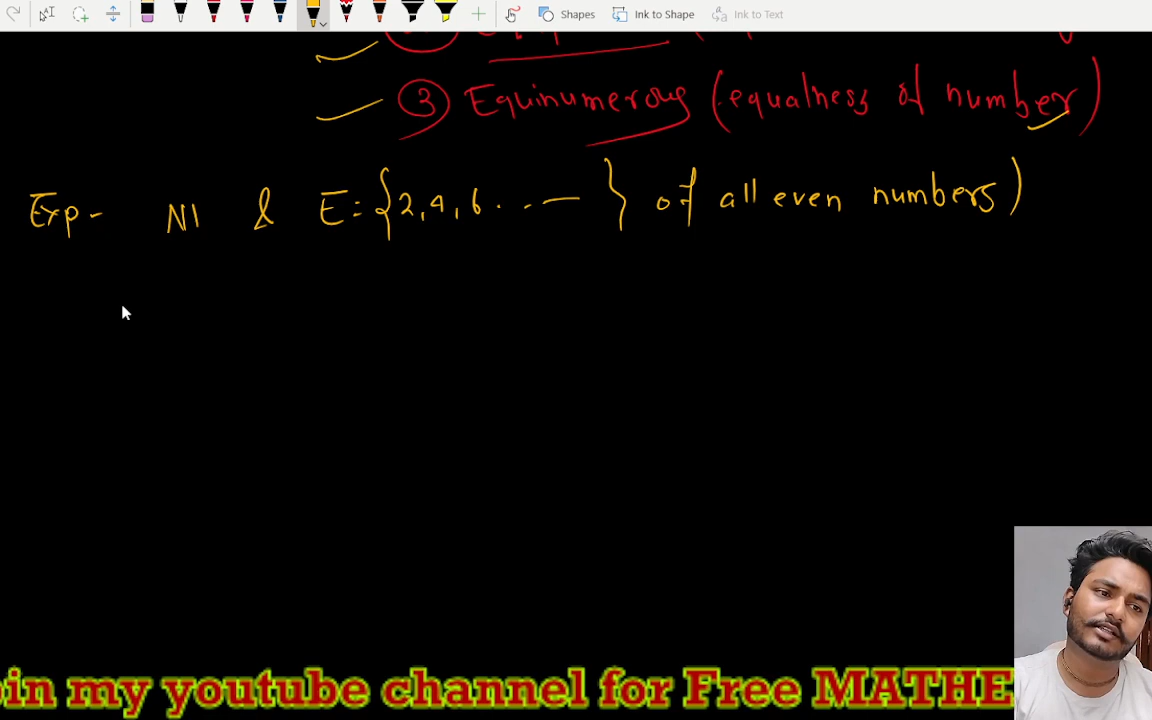 Shapes Ink to Shape Ink to Text
③ Equinumerous (equalness of number)
Exp- N & E={2,4,6...—} of all even numbers)
oin my youtube channel for Free MATHE